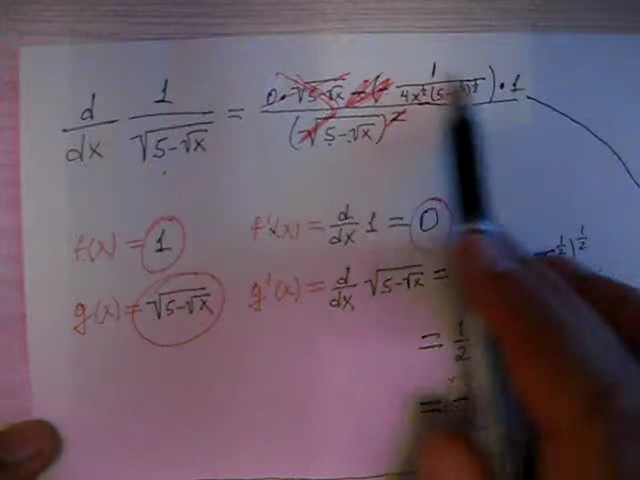 d/dx 1/√(5-√x) = (0·√(5-√x) - (- 1/(4x^½(5-  )^½))·1)/(√(5-√x))²
f(x) = 1 f'(x) = d/dx 1 = 0
g(x) = √(5-√x) g'(x) = d/dx √(5-√x) =
= 1/2
=